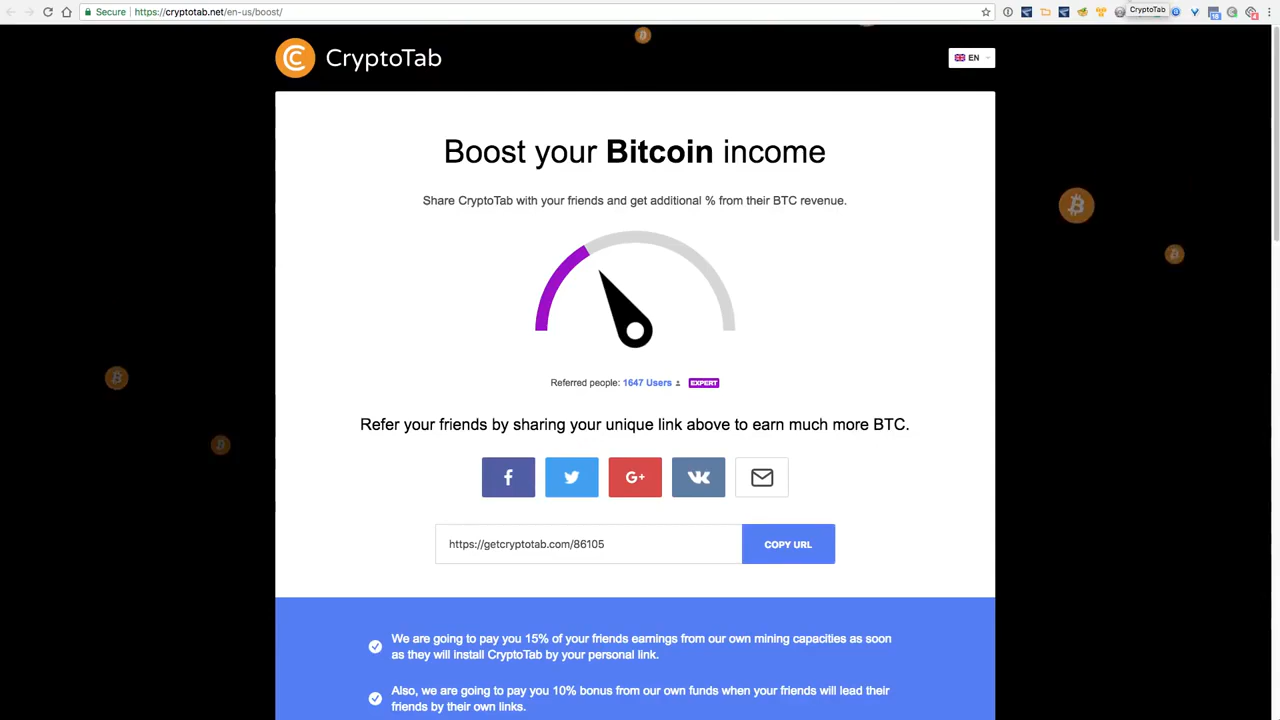 Secure https://cryptotab.net/en-us/boost/
CryptoTab
CryptoTab
EN
Boost your Bitcoin income
Share CryptoTab with your friends and get additional % from their BTC revenue.
Referred people: 1647 Users EXPERT
Refer your friends by sharing your unique link above to earn much more BTC.
f
G+
https://getcryptotab.com/86105 COPY URL
We are going to pay you 15% of your friends earnings from our own mining capacities as soon
as they will install CryptoTab by your personal link.
Also, we are going to pay you 10% bonus from our own funds when your friends will lead their
friends by their own links.